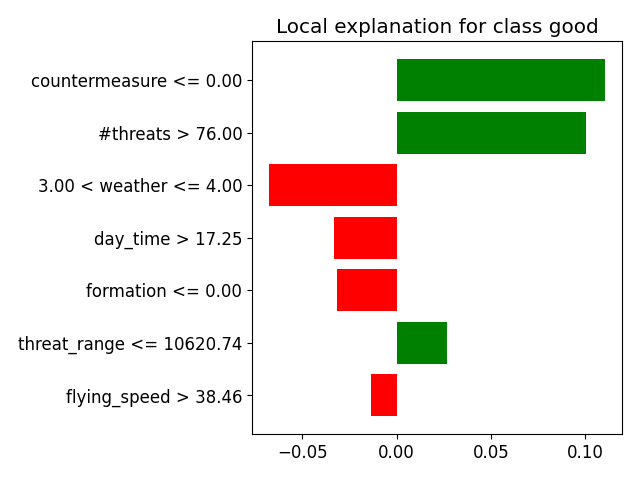 Local explanation for class good
countermeasure <= 0.00
#threats > 76.00
3.00 < weather <= 4.00
day_time > 17.25
formation <= 0.00
threat_range <= 10620.74
flying_speed > 38.46
−0.05 0.00 0.05 0.10